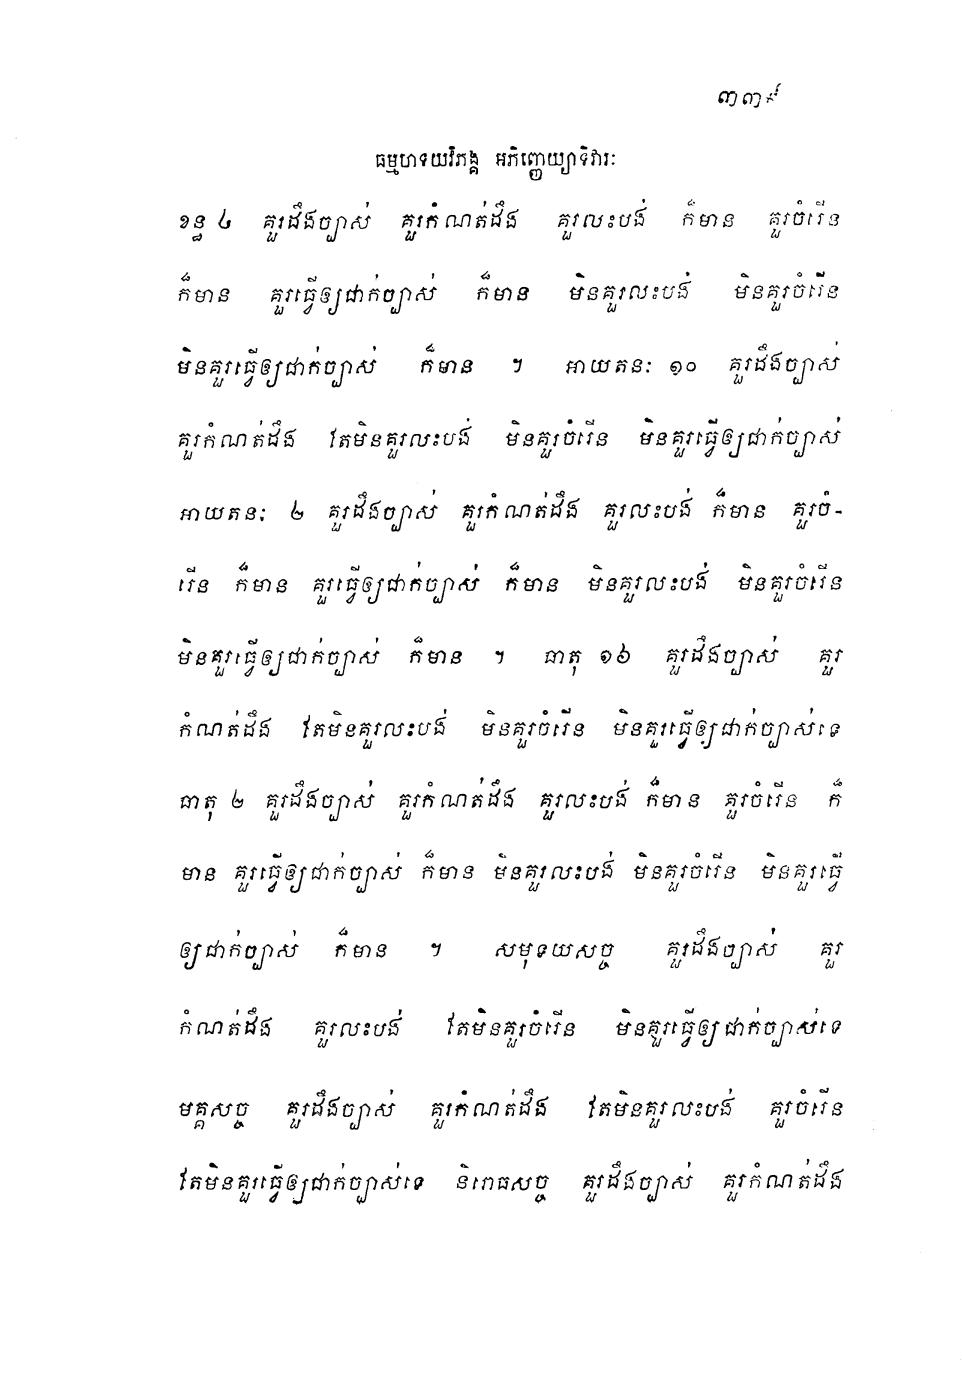 ៣៣៩
ធម្មហទយវិភង្គ អភិញ្ញេយ្យាទិវារៈ
ខន្ធ ៤ គួរដឹងច្បាស់ គួរកំណត់ដឹង គួរលះបង់ ក៏មាន គួរចំរើន
ក៏មាន គួរធ្វើឲ្យជាក់ច្បាស់ ក៏មាន មិនគួរលះបង់ មិនគួរចំរើន
មិនគួរធ្វើឲ្យជាក់ច្បាស់ ក៏មាន ។ អាយតនៈ ១០ គួរដឹងច្បាស់
គួរកំណត់ដឹង តែមិនគួរលះបង់ មិនគួរចំរើន មិនគួរធ្វើឲ្យជាក់ច្បាស់
អាយតនៈ ២ គួរដឹងច្បាស់ គួរកំណត់ដឹង គួរលះបង់ ក៏មាន គួរចំ-
រើន ក៏មាន គួរធ្វើឲ្យជាក់ច្បាស់ ក៏មាន មិនគួរលះបង់ មិនគួរចំរើន
មិនគួរធ្វើឲ្យជាក់ច្បាស់ ក៏មាន ។ ធាតុ ១៦ គួរដឹងច្បាស់ គួរ
កំណត់ដឹង តែមិនគួរលះបង់ មិនគួរចំរើន មិនគួរធ្វើឲ្យជាក់ច្បាស់ទេ
ធាតុ ២ គួរដឹងច្បាស់ គួរកំណត់ដឹង គួរលះបង់ ក៏មាន គួរចំរើន ក៏
មាន គួរធ្វើឲ្យជាក់ច្បាស់ ក៏មាន មិនគួរលះបង់ មិនគួរចំរើន មិនគួរធ្វើ
ឲ្យជាក់ច្បាស់ ក៏មាន ។ សមុទយសច្ច គួរដឹងច្បាស់ គួរ
កំណត់ដឹង គួរលះបង់ តែមិនគួរចំរើន មិនគួរធ្វើឲ្យជាក់ច្បាស់ទេ
មគ្គសច្ច គួរដឹងច្បាស់ គួរកំណត់ដឹង តែមិនគួរលះបង់ គួរចំរើន
តែមិនគួរធ្វើឲ្យជាក់ច្បាស់ទេ និរោធសច្ច គួរដឹងច្បាស់ គួរកំណត់ដឹង